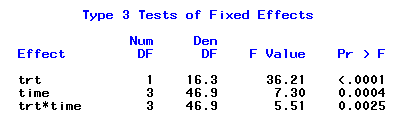 Type 3 Tests of Fixed Effects
Num Den
Effect DF DF F Value Pr > F
trt 1 16.3 36.21 <.0001
time 3 46.9 7.30 0.0004
trt*time 3 46.9 5.51 0.0025